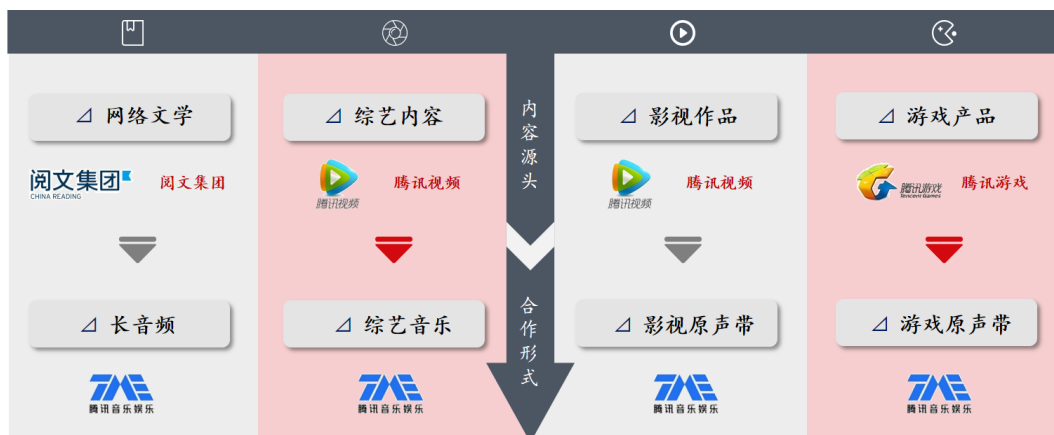 网络文学
综艺内容
影视作品
游戏产品
内容源头
阅文集团
CHINA READING
阅文集团
腾讯视频
腾讯视频
腾讯视频
腾讯视频
腾讯游戏
Tencent Games
腾讯游戏
合作形式
长音频
综艺音乐
影视原声带
游戏原声带
TME
腾讯音乐娱乐
TME
腾讯音乐娱乐
TME
腾讯音乐娱乐
TME
腾讯音乐娱乐